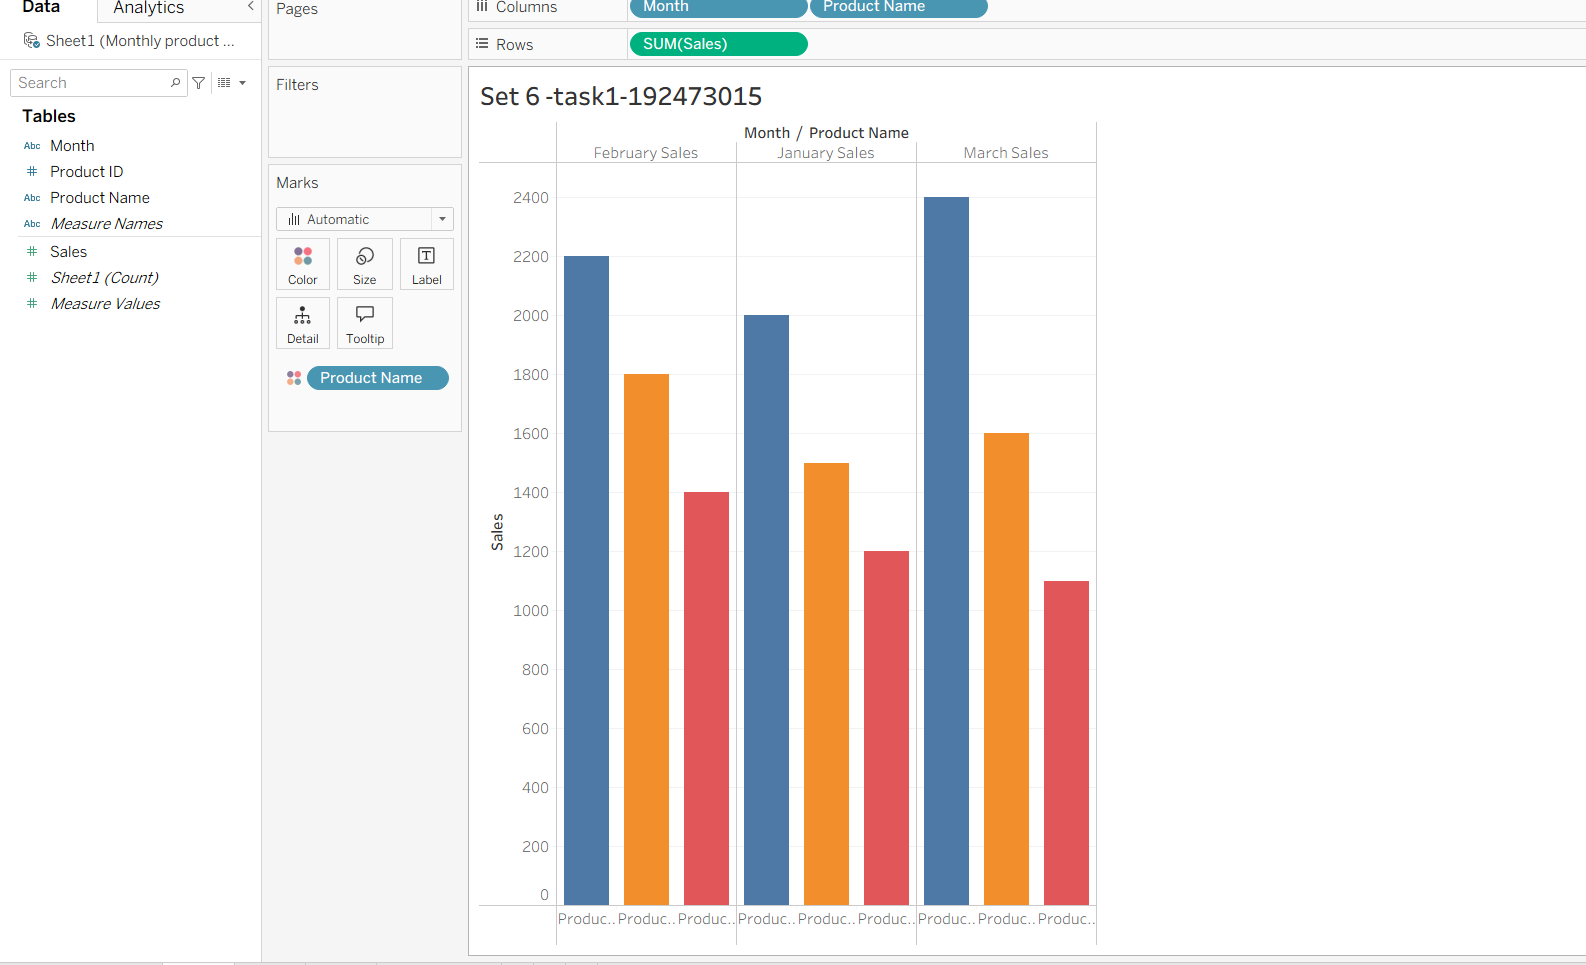 Data
Analytics
Sheet1 (Monthly product ...
Search
Tables
Abc Month
# Product ID
Abc Product Name
Abc Measure Names
# Sales
# Sheet1 (Count)
# Measure Values
Pages
Filters
Marks
Automatic
Color Size Label
Detail Tooltip
Product Name
Columns Month Product Name
Rows SUM(Sales)
Set 6 -task1-192473015
Month / Product Name
February Sales January Sales March Sales
2400
2200
2000
1800
1600
1400
1200
1000
800
600
400
200
0
Sales
Produc.. Produc.. Produc.. Produc.. Produc.. Produc.. Produc.. Produc.. Produc..